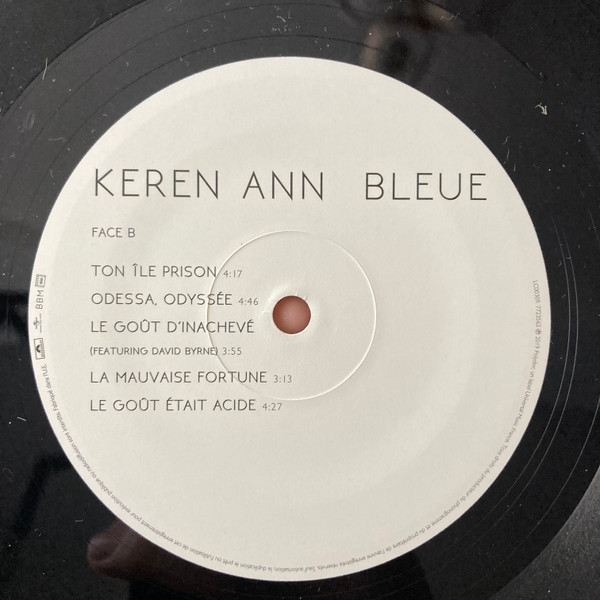 KEREN ANN BLEUE
FACE B
TON ÎLE PRISON 4:17
ODESSA, ODYSSÉE 4:46
LE GOÛT D'INACHEVÉ
(FEATURING DAVID BYRNE) 3:55
LA MAUVAISE FORTUNE 3:13
LE GOÛT ÉTAIT ACIDE 4:27
BBM